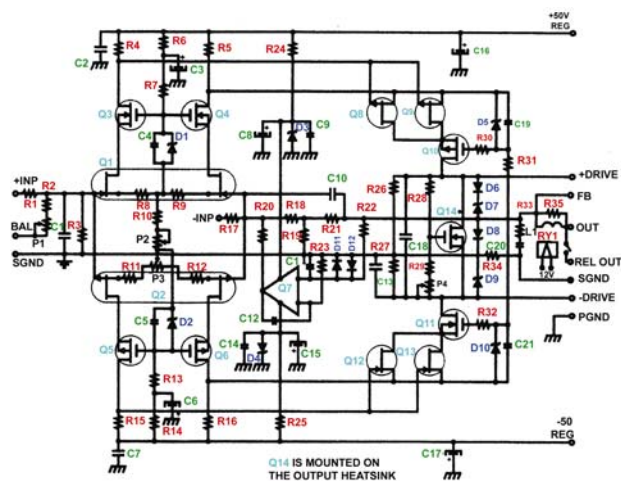 +50V
REG
R4
R6
R5
R24
C2
C3
C16
R7
Q3
Q4
C4
D1
C8
D3
C9
Q8
D5
C19
R30
Q10
R31
Q1
+INP
R2
R1
R8
R9
R10
C10
R26
R28
+DRIVE
D6
FB
D7
R33
R35
BAL
P1
R3
P2
-INP
R17
R20
R18
R19
R21
R22
Q14
D8
L1
OUT
RY1
SGND
R11
P3
R12
R23
D11
D12
R27
C18
C20
R34
12V
REL OUT
Q2
Q7
C13
R29
P4
D9
SGND
-DRIVE
C5
D2
C12
Q11
R32
PGND
Q5
Q6
C14
D4
C15
Q12
Q13
D10
C21
R13
C6
R15
R14
R16
R25
-50
REG
C7
C17
Q14 IS MOUNTED ON
THE OUTPUT HEATSINK